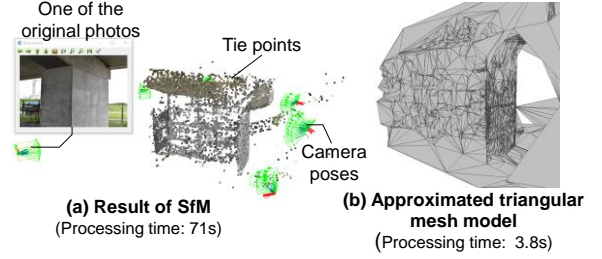 One of the
original photos
Tie points
Camera
poses
(a) Result of SfM
(Processing time: 71s)
(b) Approximated triangular
mesh model
(Processing time: 3.8s)